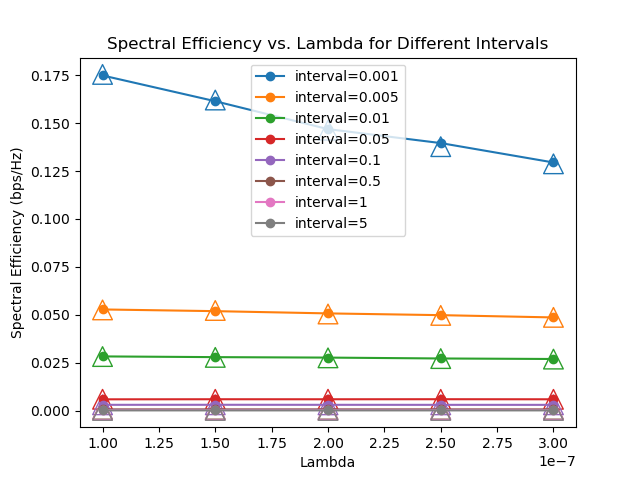 Spectral Efficiency vs. Lambda for Different Intervals
Spectral Efficiency (bps/Hz)
0.175
0.150
0.125
0.100
0.075
0.050
0.025
0.000
interval=0.001
interval=0.005
interval=0.01
interval=0.05
interval=0.1
interval=0.5
interval=1
interval=5
1.00 1.25 1.50 1.75 2.00 2.25 2.50 2.75 3.00
Lambda
1e−7